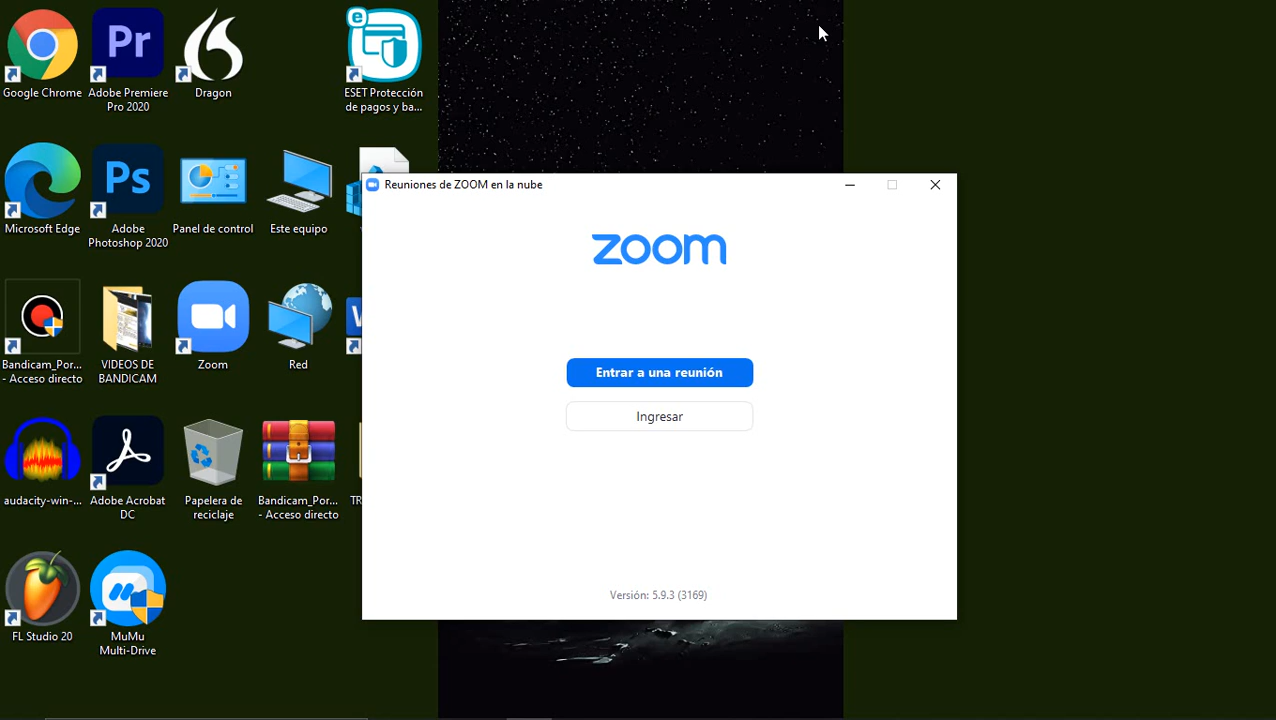 Google Chrome
Pr
Adobe Premiere
Pro 2020
Dragon
ESET Protección
de pagos y ba...
Microsoft Edge
Ps
Adobe
Photoshop 2020
Panel de control
Este equipo
Bandicam_Por...
- Acceso directo
VIDEOS DE
BANDICAM
Zoom
Red
audacity-win-...
Adobe Acrobat
DC
Papelera de
reciclaje
Bandicam_Por...
- Acceso directo
TR
FL Studio 20
MuMu
Multi-Drive
Reuniones de ZOOM en la nube
zoom
Entrar a una reunión
Ingresar
Versión: 5.9.3 (3169)